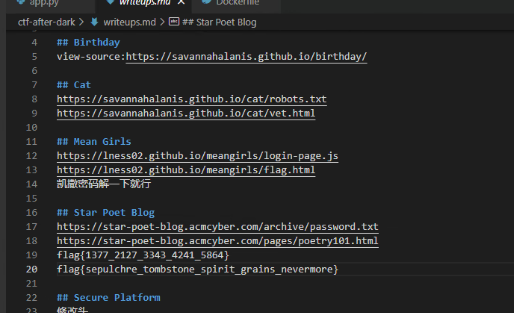 app.py writeups.md Dockerfile
ctf-after-dark > writeups.md > ## Star Poet Blog
4 ## Birthday
5 view-source:https://savannahalanis.github.io/birthday/
6
7 ## Cat
8 https://savannahalanis.github.io/cat/robots.txt
9 https://savannahalanis.github.io/cat/vet.html
10
11 ## Mean Girls
12 https://lness02.github.io/meangirls/login-page.js
13 https://lness02.github.io/meangirls/flag.html
14 凯撒密码解一下就行
15
16 ## Star Poet Blog
17 https://star-poet-blog.acmcyber.com/archive/password.txt
18 https://star-poet-blog.acmcyber.com/pages/poetry101.html
19 flag{1377_2127_3343_4241_5864}
20 flag{sepulchre_tombstone_spirit_grains_nevermore}
21
22 ## Secure Platform
23 修改头